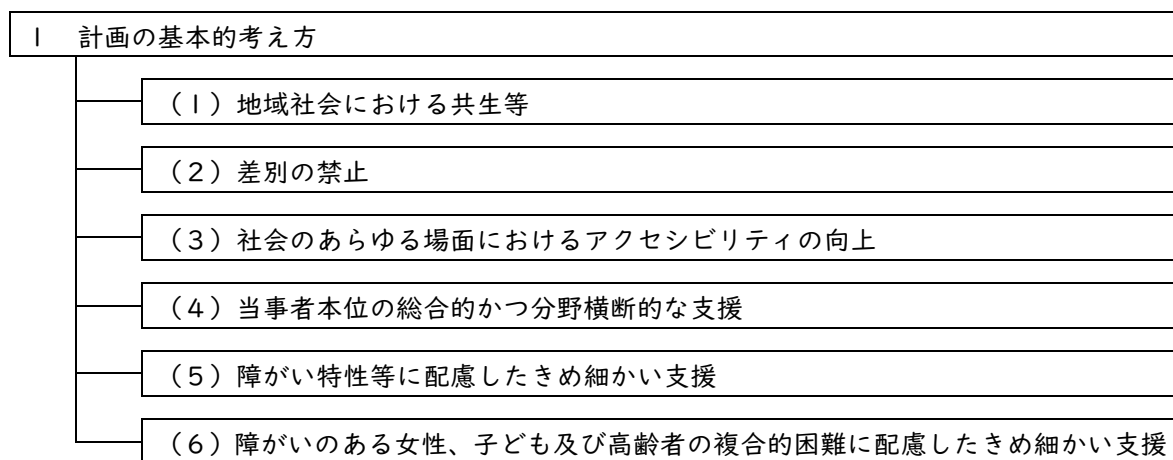 1　計画の基本的考え方
（1）地域社会における共生等
（2）差別の禁止
（3）社会のあらゆる場面におけるアクセシビリティの向上
（4）当事者本位の総合的かつ分野横断的な支援
（5）障がい特性等に配慮したきめ細かい支援
（6）障がいのある女性、子ども及び高齢者の複合的困難に配慮したきめ細かい支援